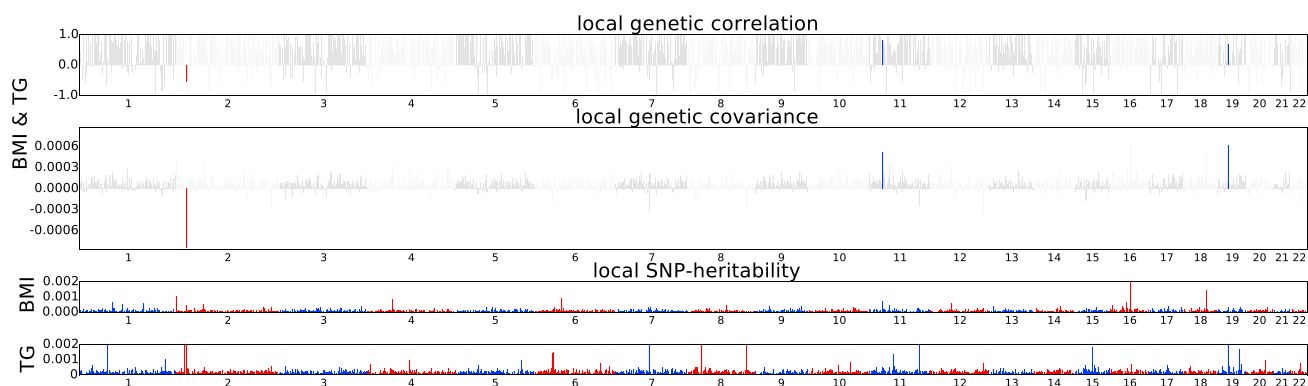 local genetic correlation
1.0
0.0
-1.0
1 2 3 4 5 6 7 8 9 10 11 12 13 14 15 16 17 18 19 20 21 22
BMI & TG
local genetic covariance
0.0006
0.0003
0.0000
-0.0003
-0.0006
1 2 3 4 5 6 7 8 9 10 11 12 13 14 15 16 17 18 19 20 21 22
local SNP-heritability
BMI
0.002
0.001
0.000
1 2 3 4 5 6 7 8 9 10 11 12 13 14 15 16 17 18 19 20 21 22
TG
0.002
0.001
0
1 2 3 4 5 6 7 8 9 10 11 12 13 14 15 16 17 18 19 20 21 22